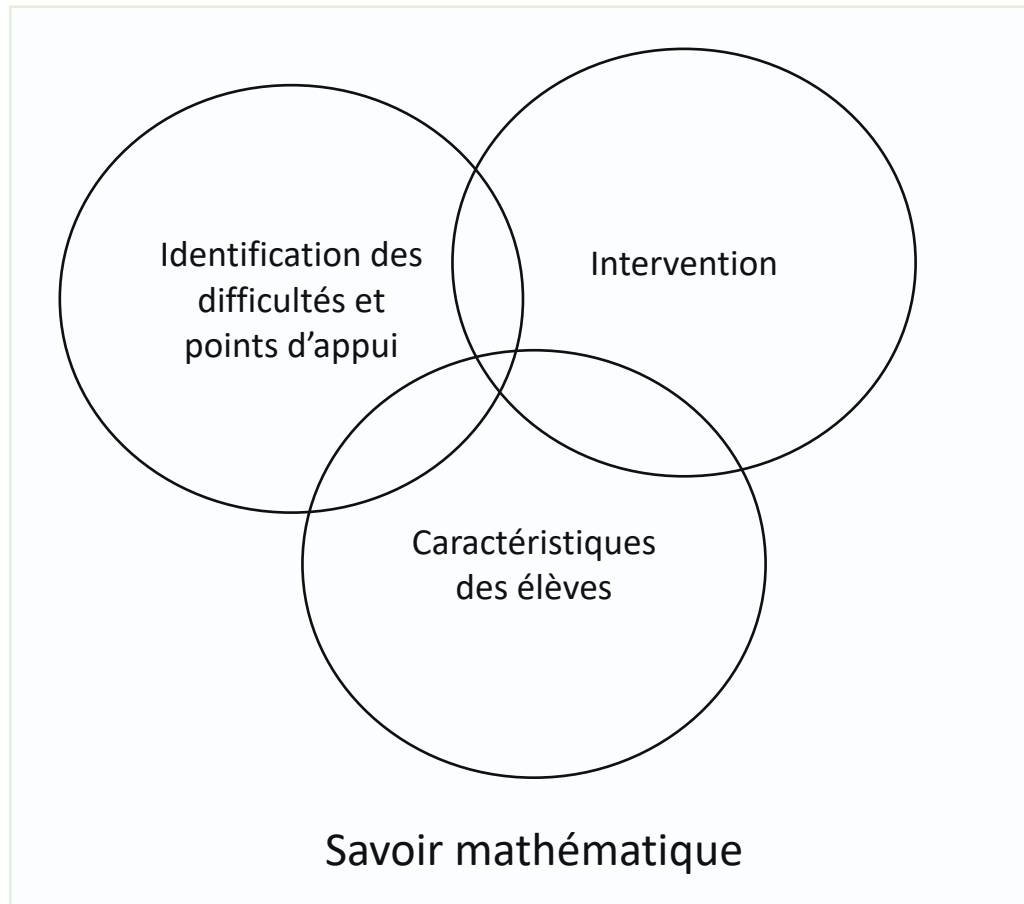 Identification des
difficultés et
points d’appui
Intervention
Caractéristiques
des élèves
Savoir mathématique